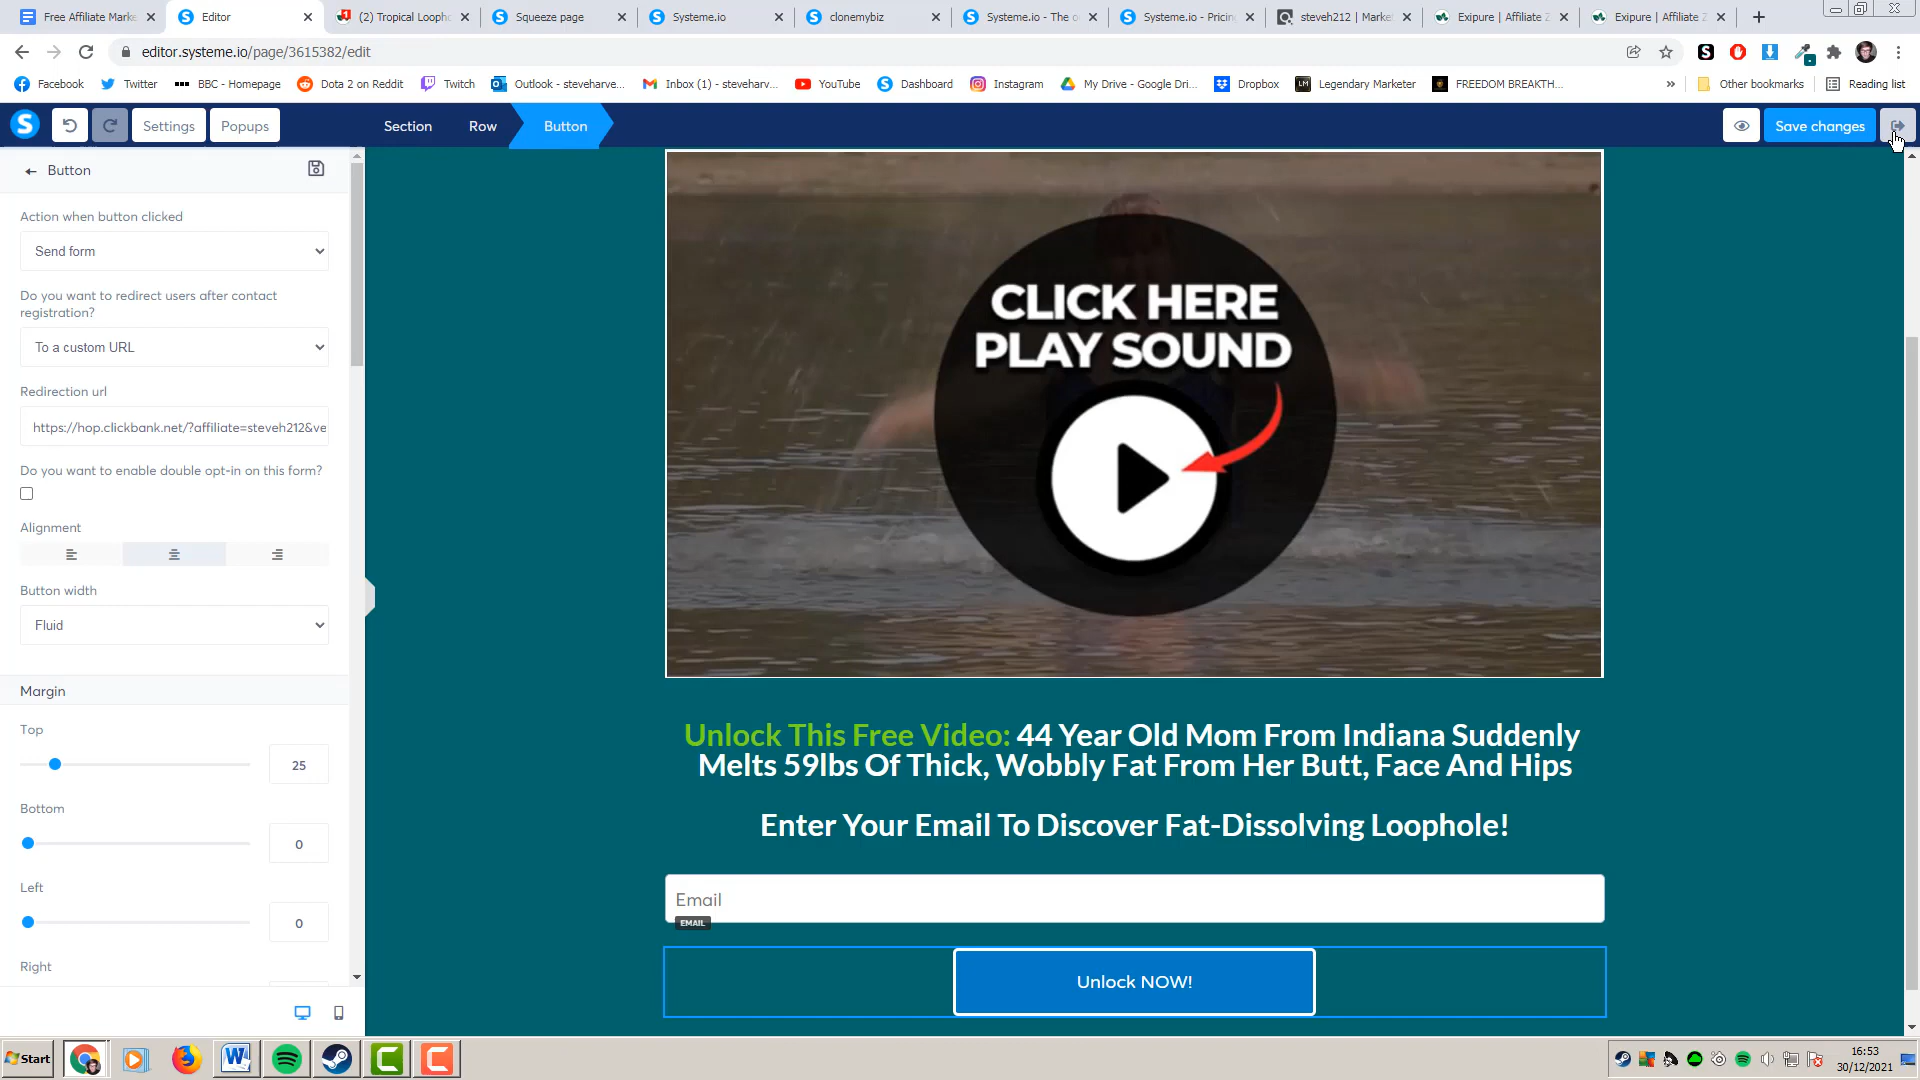 Free Affiliate Marke
Editor
(2) Tropical Looph
Squeeze page
Systeme.io
clonemybiz
Systeme.io - The o
Systeme.io - Pricin
steveh212 | Marke
Exipure | Affiliate Z
Exipure | Affiliate Z
editor.systeme.io/page/3615382/edit
Facebook
Twitter
BBC - Homepage
Dota 2 on Reddit
Twitch
Outlook - steveharve...
Inbox (1) - steveharv...
YouTube
Dashboard
Instagram
My Drive - Google Dri...
Dropbox
Legendary Marketer
FREEDOM BREAKTH...
»
Other bookmarks
Reading list
Settings
Popups
Section
Row
Button
Save changes
Button
Action when button clicked
Send form
Do you want to redirect users after contact
registration?
To a custom URL
Redirection url
https://hop.clickbank.net/?affiliate=steveh212&ve
Do you want to enable double opt-in on this form?
Alignment
Button width
Fluid
Margin
Top
25
Bottom
0
Left
0
Right
CLICK HERE
PLAY SOUND
Unlock This Free Video: 44 Year Old Mom From Indiana Suddenly
Melts 59lbs Of Thick, Wobbly Fat From Her Butt, Face And Hips
Enter Your Email To Discover Fat-Dissolving Loophole!
Email
EMAIL
Unlock NOW!
Start
16:53
30/12/2021